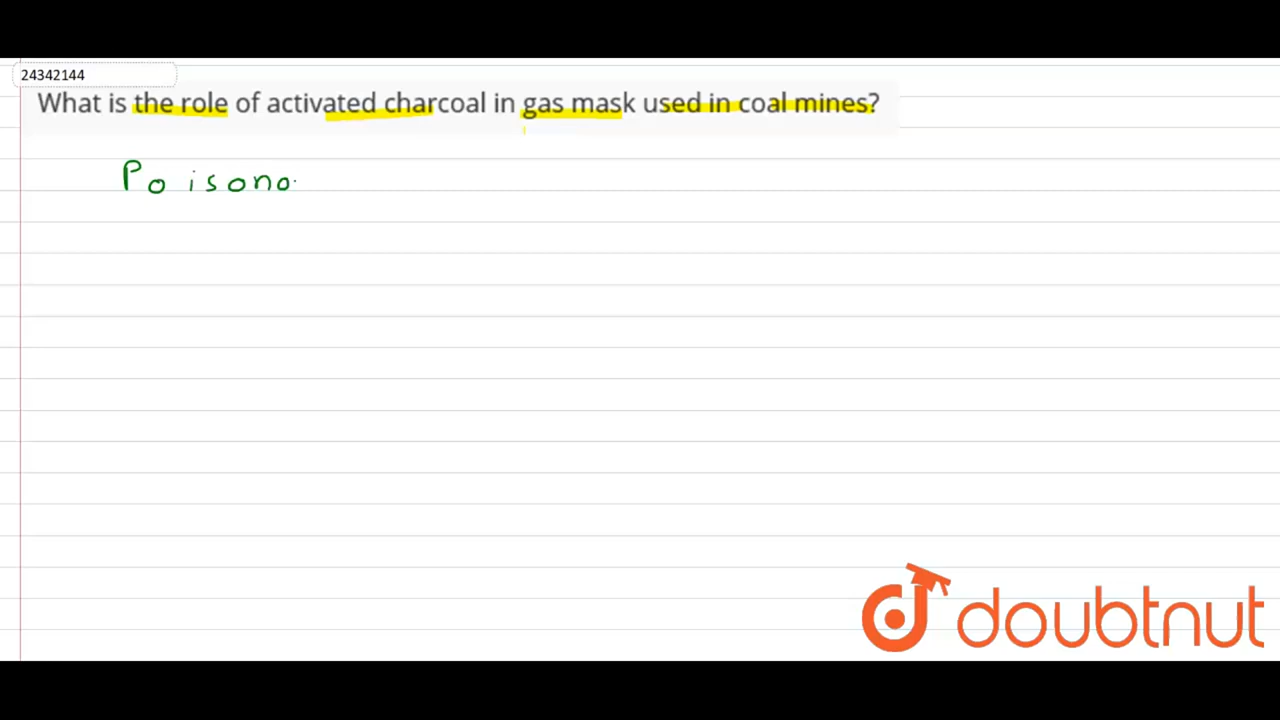 24342144
What is the role of activated charcoal in gas mask used in coal mines?
Poisono
doubtnut